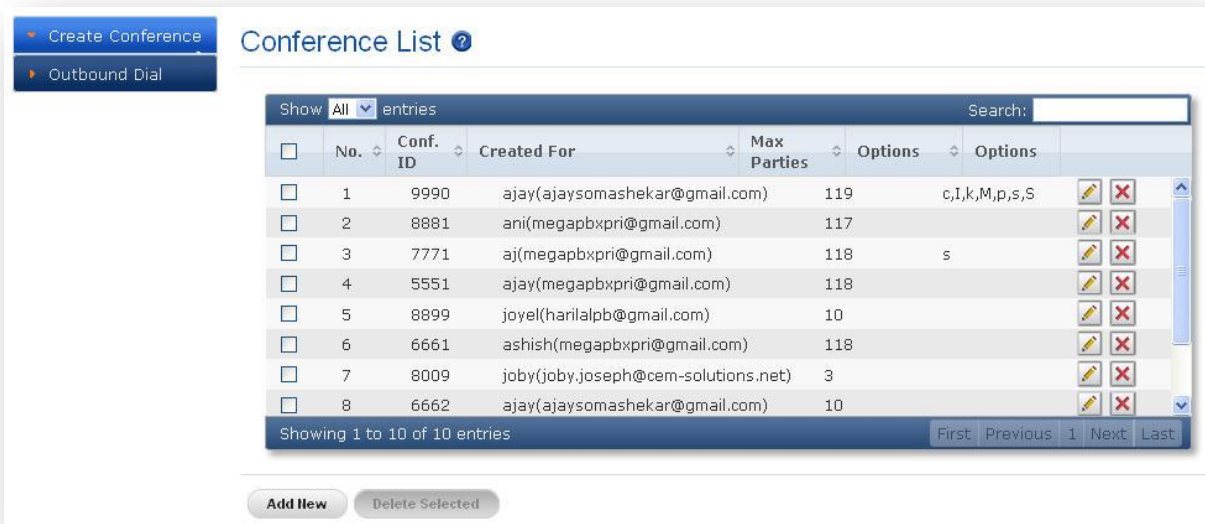 Create Conference
Outbound Dial
Conference List ?
Show All entries Search:
No. Conf. ID Created For Max Parties Options Options
1 9990 ajay(ajaysomashekar@gmail.com) 119 c,I,k,M,p,s,S
2 8881 ani(megapbxpri@gmail.com) 117
3 7771 aj(megapbxpri@gmail.com) 118 s
4 5551 ajay(megapbxpri@gmail.com) 118
5 8899 joyel(harilalpb@gmail.com) 10
6 6661 ashish(megapbxpri@gmail.com) 118
7 8009 joby(joby.joseph@cem-solutions.net) 3
8 6662 ajay(ajaysomashekar@gmail.com) 10
Showing 1 to 10 of 10 entries First Previous 1 Next Last
Add New Delete Selected